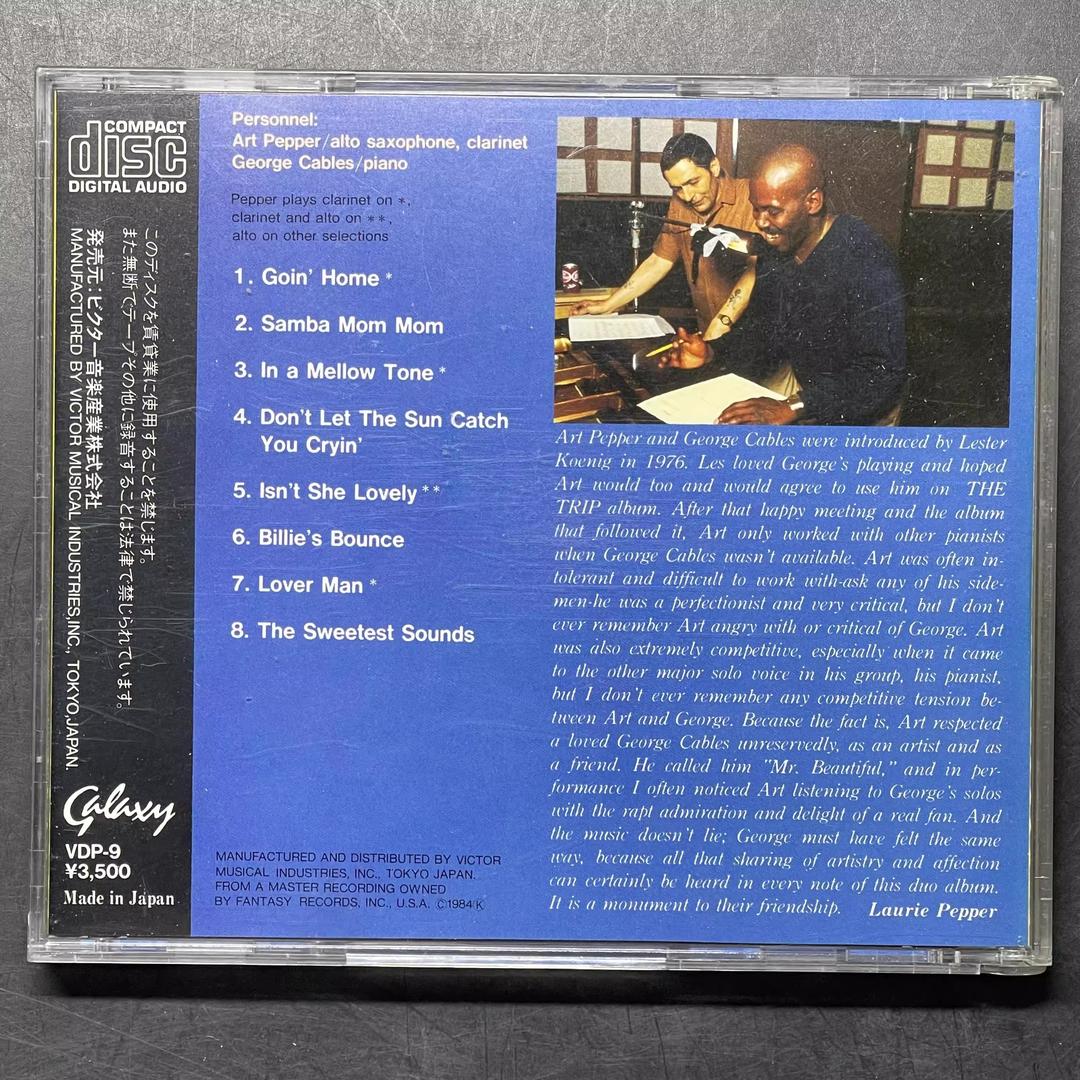 COMPACT
disc
DIGITAL AUDIO
このディスクを賃貸業に使用することを禁じます。
また無断でテープその他に録音することは法律で禁じられています。
発売元:ビクター音楽産業株式会社
MANUFACTURED BY VICTOR MUSICAL INDUSTRIES,INC., TOKYO,JAPAN.
Galaxy
VDP-9
¥3,500
Made in Japan
Personnel:
Art Pepper/alto saxophone, clarinet
George Cables/piano
Pepper plays clarinet on *,
clarinet and alto on **,
alto on other selections
1. Goin' Home *
2. Samba Mom Mom
3. In a Mellow Tone *
4. Don't Let The Sun Catch
You Cryin'
5. Isn't She Lovely **
6. Billie's Bounce
7. Lover Man *
8. The Sweetest Sounds
MANUFACTURED AND DISTRIBUTED BY VICTOR
MUSICAL INDUSTRIES, INC., TOKYO JAPAN.
FROM A MASTER RECORDING OWNED
BY FANTASY RECORDS, INC., U.S.A. ©1984(K
Art Pepper and George Cables were introduced by Lester
Koenig in 1976. Les loved George's playing and hoped
Art would too and would agree to use him on THE
TRIP album. After that happy meeting and the album
that followed it, Art only worked with other pianists
when George Cables wasn't available. Art was often in-
tolerant and difficult to work with-ask any of his side-
men-he was a perfectionist and very critical, but I don't
ever remember Art angry with or critical of George. Art
was also extremely competitive, especially when it came
to the other major solo voice in his group, his pianist,
but I don't ever remember any competitive tension be-
tween Art and George. Because the fact is, Art respected
a loved George Cables unreservedly, as an artist and as
a friend. He called him "Mr. Beautiful," and in per-
formance I often noticed Art listening to George's solos
with the rapt admiration and delight of a real fan. And
the music doesn't lie; George must have felt the same
way, because all that sharing of artistry and affection
can certainly be heard in every note of this duo album.
It is a monument to their friendship. Laurie Pepper